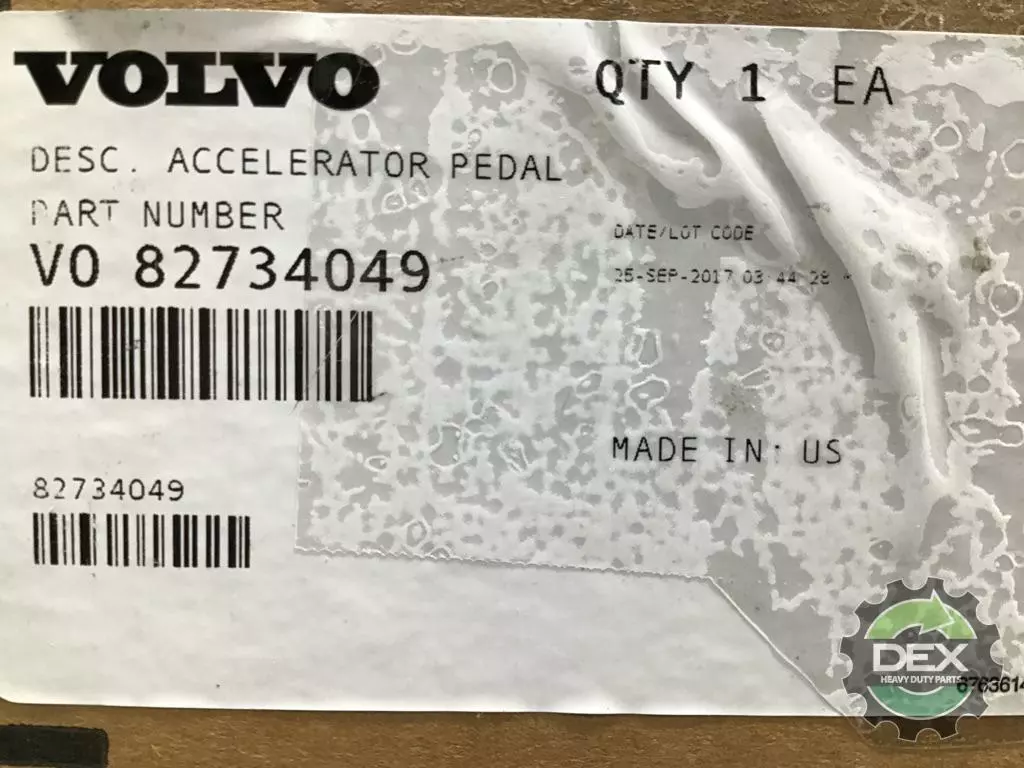 VOLVO
QTY 1 EA
DESC. ACCELERATOR PEDAL
PART NUMBER
VO 82734049
DATE/LOT CODE
25-SEP-2017 03:44:28
MADE IN: US
82734049
DEX
HEAVY DUTY PARTS